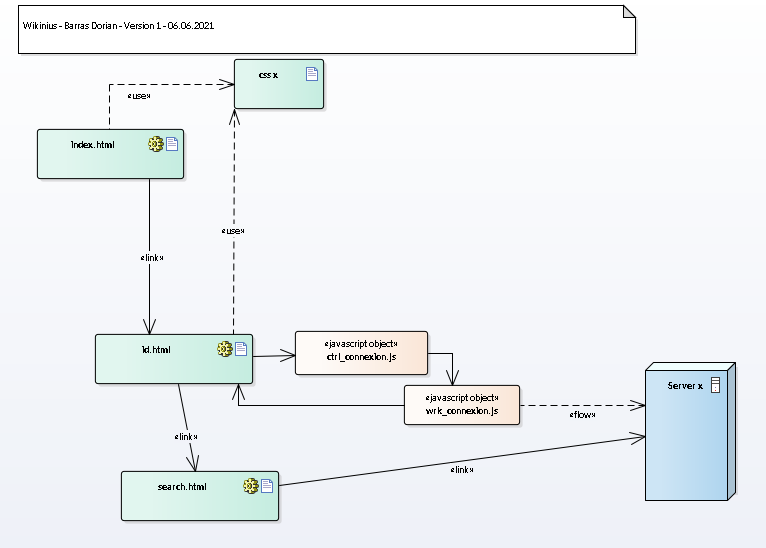 Wikinius - Barras Dorian - Version 1 - 06.06.2021
css x
«use»
index.html
«use»
«link»
id.html
«javascript object»
ctrl_connexion.js
«javascript object»
wrk_connexion.js
Server x
«flow»
«link»
«link»
search.html